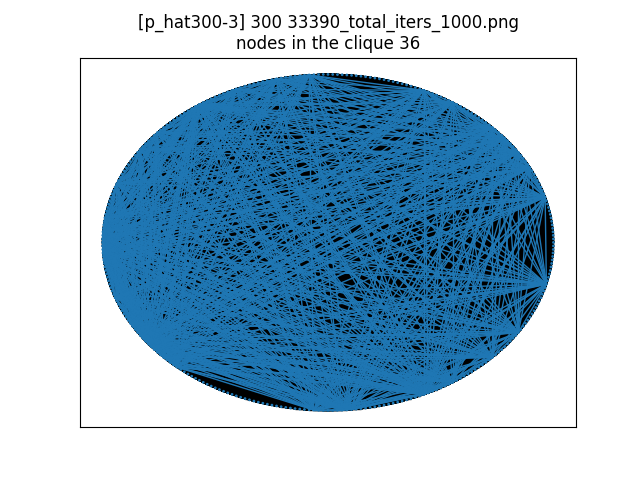 [p_hat300-3] 300 33390_total_iters_1000.png
nodes in the clique 36